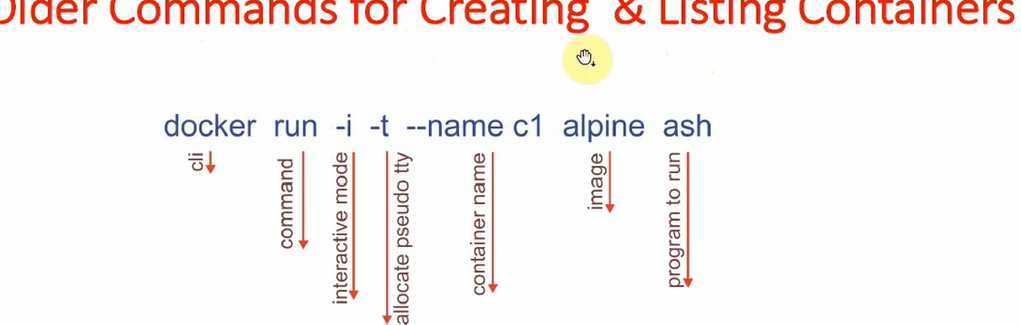 Older Commands for Creating & Listing Containers
docker run -i -t --name c1 alpine ash
cli
command
interactive mode
allocate pseudo tty
container name
image
program to run